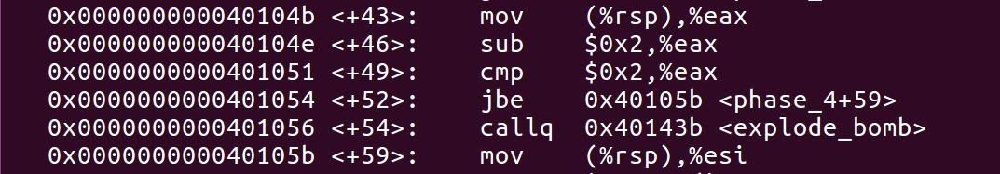 0x000000000040104b <+43>: mov (%rsp),%eax
0x000000000040104e <+46>: sub $0x2,%eax
0x0000000000401051 <+49>: cmp $0x2,%eax
0x0000000000401054 <+52>: jbe 0x40105b <phase_4+59>
0x0000000000401056 <+54>: callq 0x40143b <explode_bomb>
0x000000000040105b <+59>: mov (%rsp),%esi